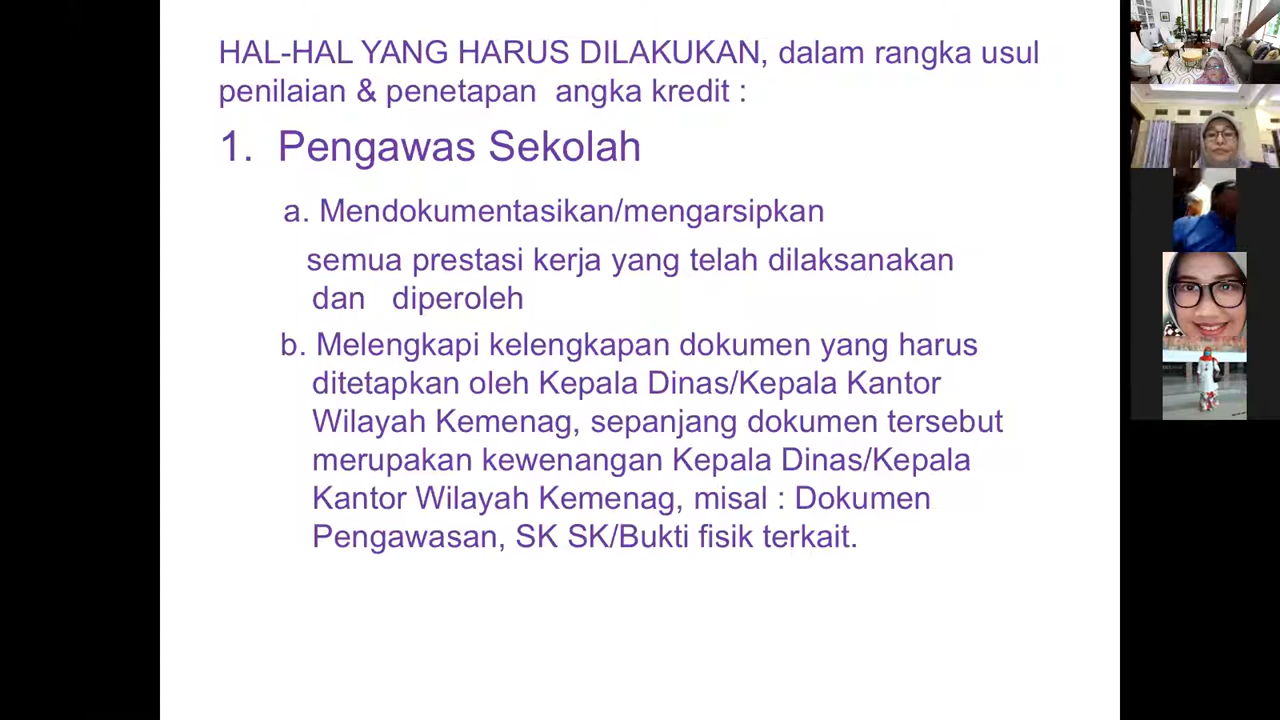 HAL-HAL YANG HARUS DILAKUKAN, dalam rangka usul
penilaian & penetapan angka kredit :
1. Pengawas Sekolah
a. Mendokumentasikan/mengarsipkan
semua prestasi kerja yang telah dilaksanakan
dan diperoleh
b. Melengkapi kelengkapan dokumen yang harus
ditetapkan oleh Kepala Dinas/Kepala Kantor
Wilayah Kemenag, sepanjang dokumen tersebut
merupakan kewenangan Kepala Dinas/Kepala
Kantor Wilayah Kemenag, misal : Dokumen
Pengawasan, SK SK/Bukti fisik terkait.